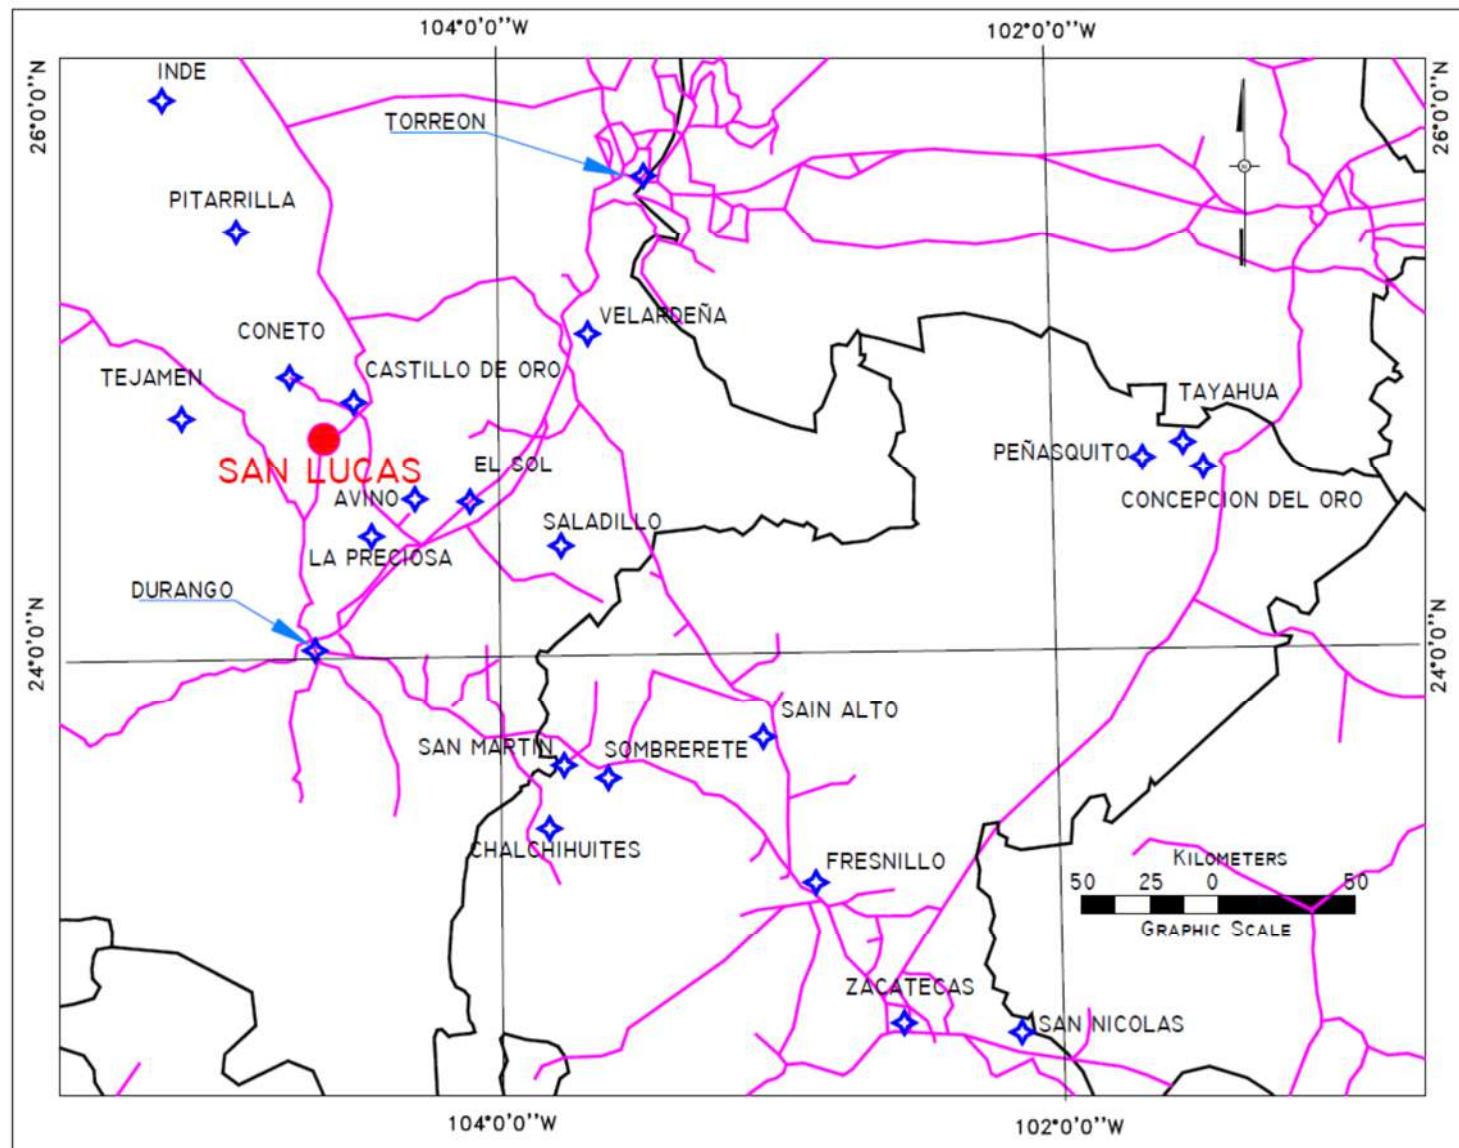 104°0'0''W
102°0'0''W
26°0'0''N
26°0'0''N
INDE
TORREON
PITARRILLA
VELARDEÑA
CONETO
CASTILLO DE ORO
TEJAMEN
TAYAHUA
PEÑASQUITO
SAN LUCAS
EL SOL
AVINO
CONCEPCION DEL ORO
SALADILLO
LA PRECIOSA
DURANGO
24°0'0''N
24°0'0''N
SAIN ALTO
SAN MARTIN
SOMBRERETE
CHALCHIHUITES
FRESNILLO
KILOMETERS
50 25 0 50
GRAPHIC SCALE
ZACATECAS
SAN NICOLAS
104°0'0''W
102°0'0''W